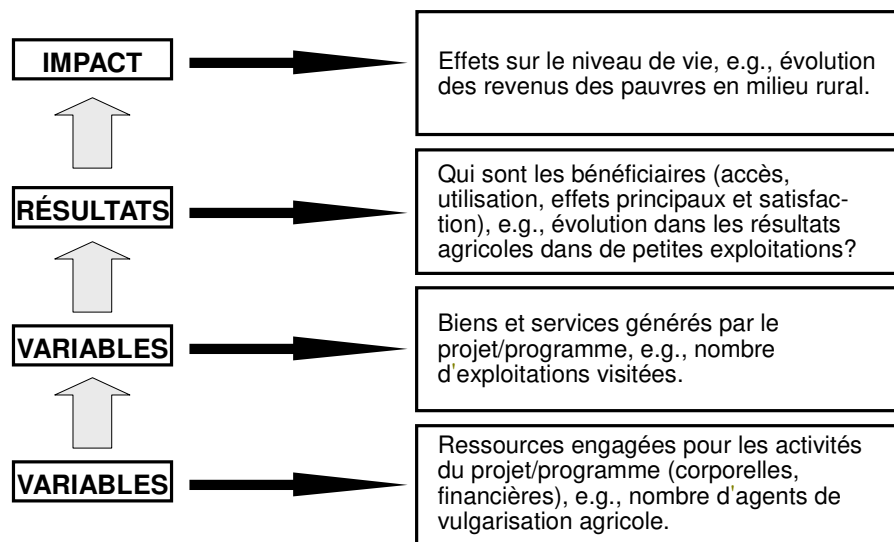 IMPACT
Effets sur le niveau de vie, e.g., évolution
des revenus des pauvres en milieu rural.
RÉSULTATS
Qui sont les bénéficiaires (accès,
utilisation, effets principaux et satisfac-
tion), e.g., évolution dans les résultats
agricoles dans de petites exploitations?
VARIABLES
Biens et services générés par le
projet/programme, e.g., nombre
d'exploitations visitées.
VARIABLES
Ressources engagées pour les activités
du projet/programme (corporelles,
financières), e.g., nombre d'agents de
vulgarisation agricole.